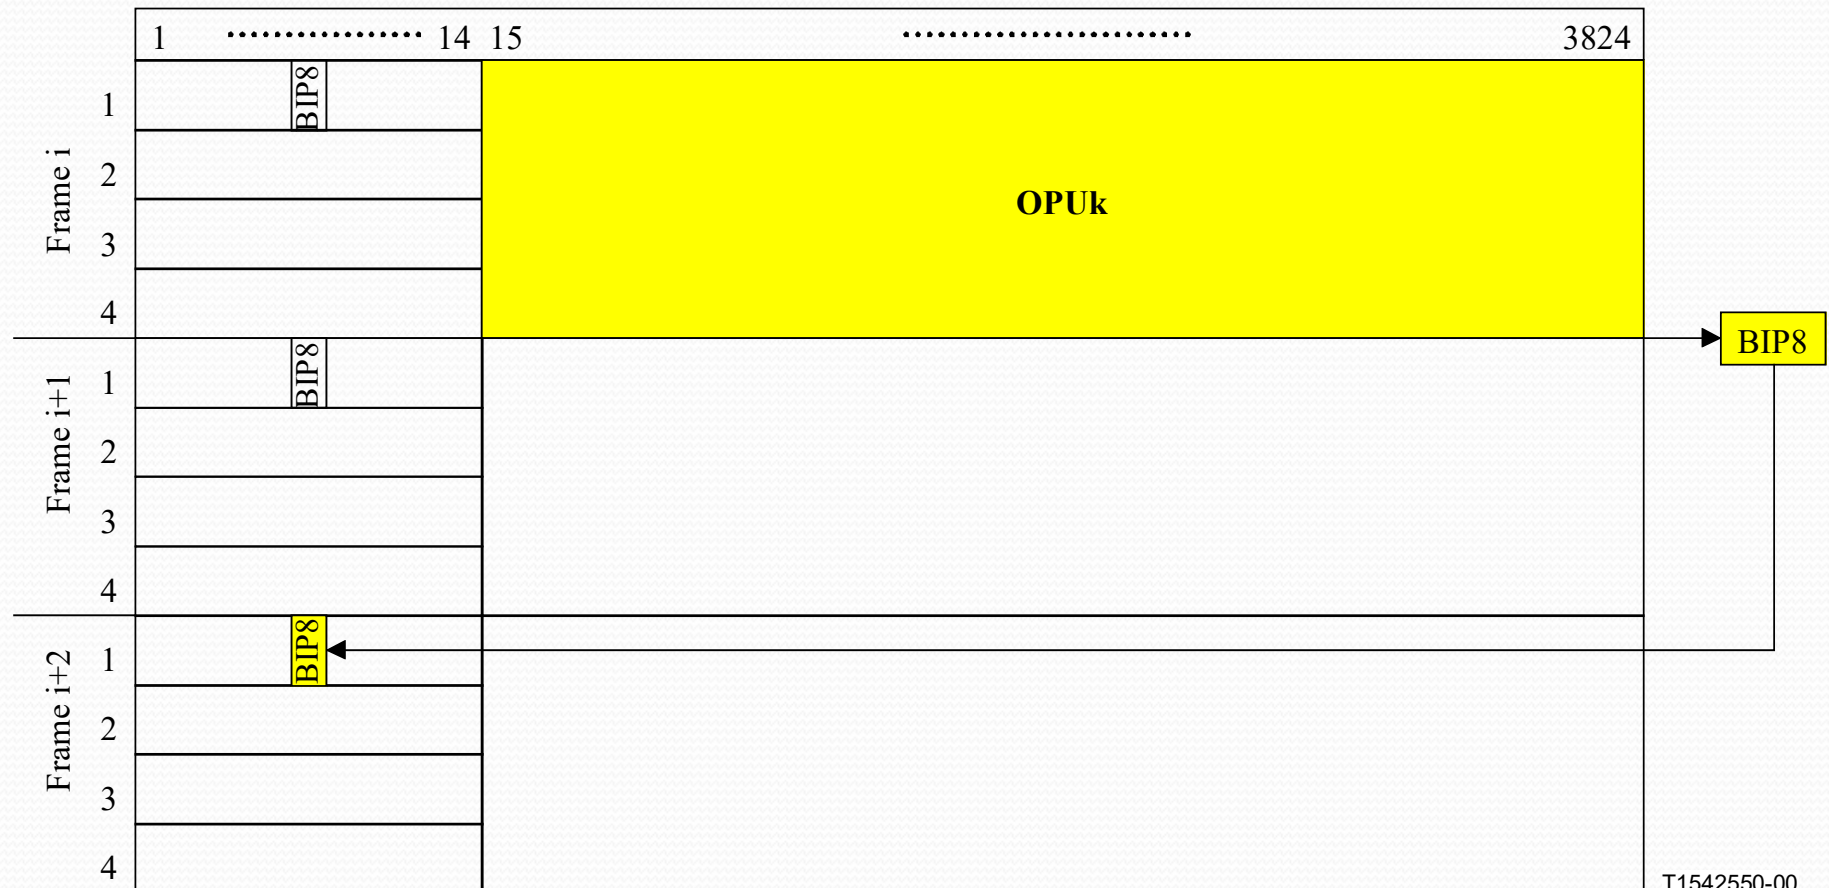 1 ............... 14 15 ...................... 3824
Frame i
1
BIP8
2
3
4
OPUk
BIP8
Frame i+1
1
BIP8
2
3
4
Frame i+2
1
BIP8
2
3
4
T1542550-00